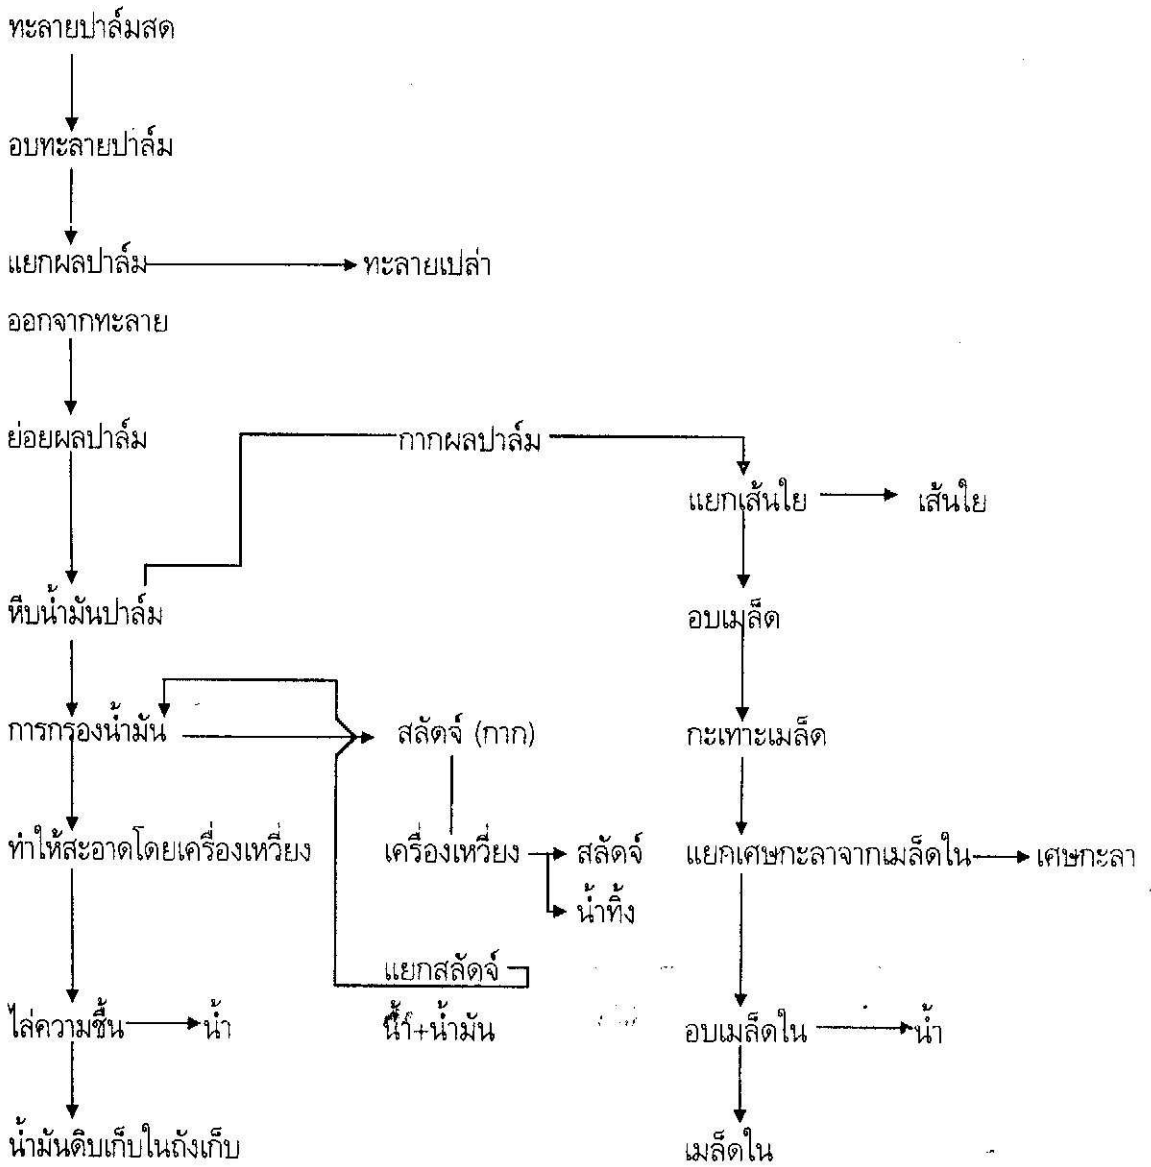 ทะลายปาล์มสด
อบทะลายปาล์ม
แยกผลปาล์ม
ทะลายเปล่า
ออกจากทะลาย
ย่อยผลปาล์ม
กากผลปาล์ม
แยกเส้นใย
เส้นใย
หีบน้ำมันปาล์ม
อบเมล็ด
การกรองน้ำมัน
สลัดจ์ (กาก)
กะเทาะเมล็ด
ทำให้สะอาดโดยเครื่องเหวี่ยง
เครื่องเหวี่ยง
สลัดจ์
แยกเศษกะลาจากเมล็ดใน
เศษกะลา
น้ำทิ้ง
แยกสลัดจ์
ไล่ความชื้น
น้ำ
น้ำ+น้ำมัน
อบเมล็ดใน
น้ำ
น้ำมันดิบเก็บในถังเก็บ
เมล็ดใน